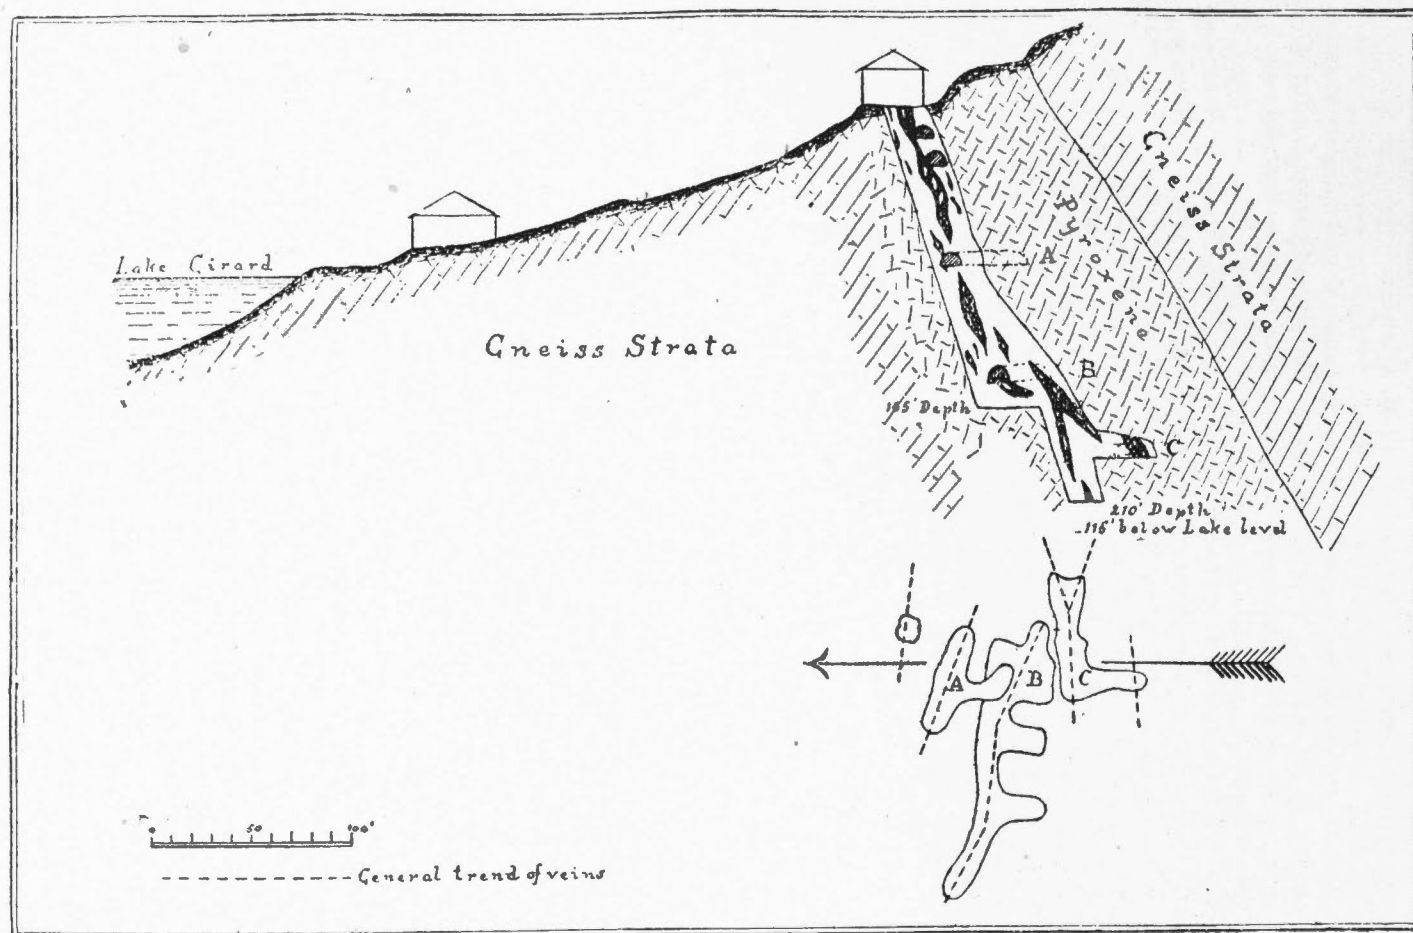 Lake Girard
Gneiss Strata
Pyroxene
Gneiss Strata
A
B
C
165' Depth
210' Depth
116' below Lake level
A
B
C
0 50 100'
General trend of veins